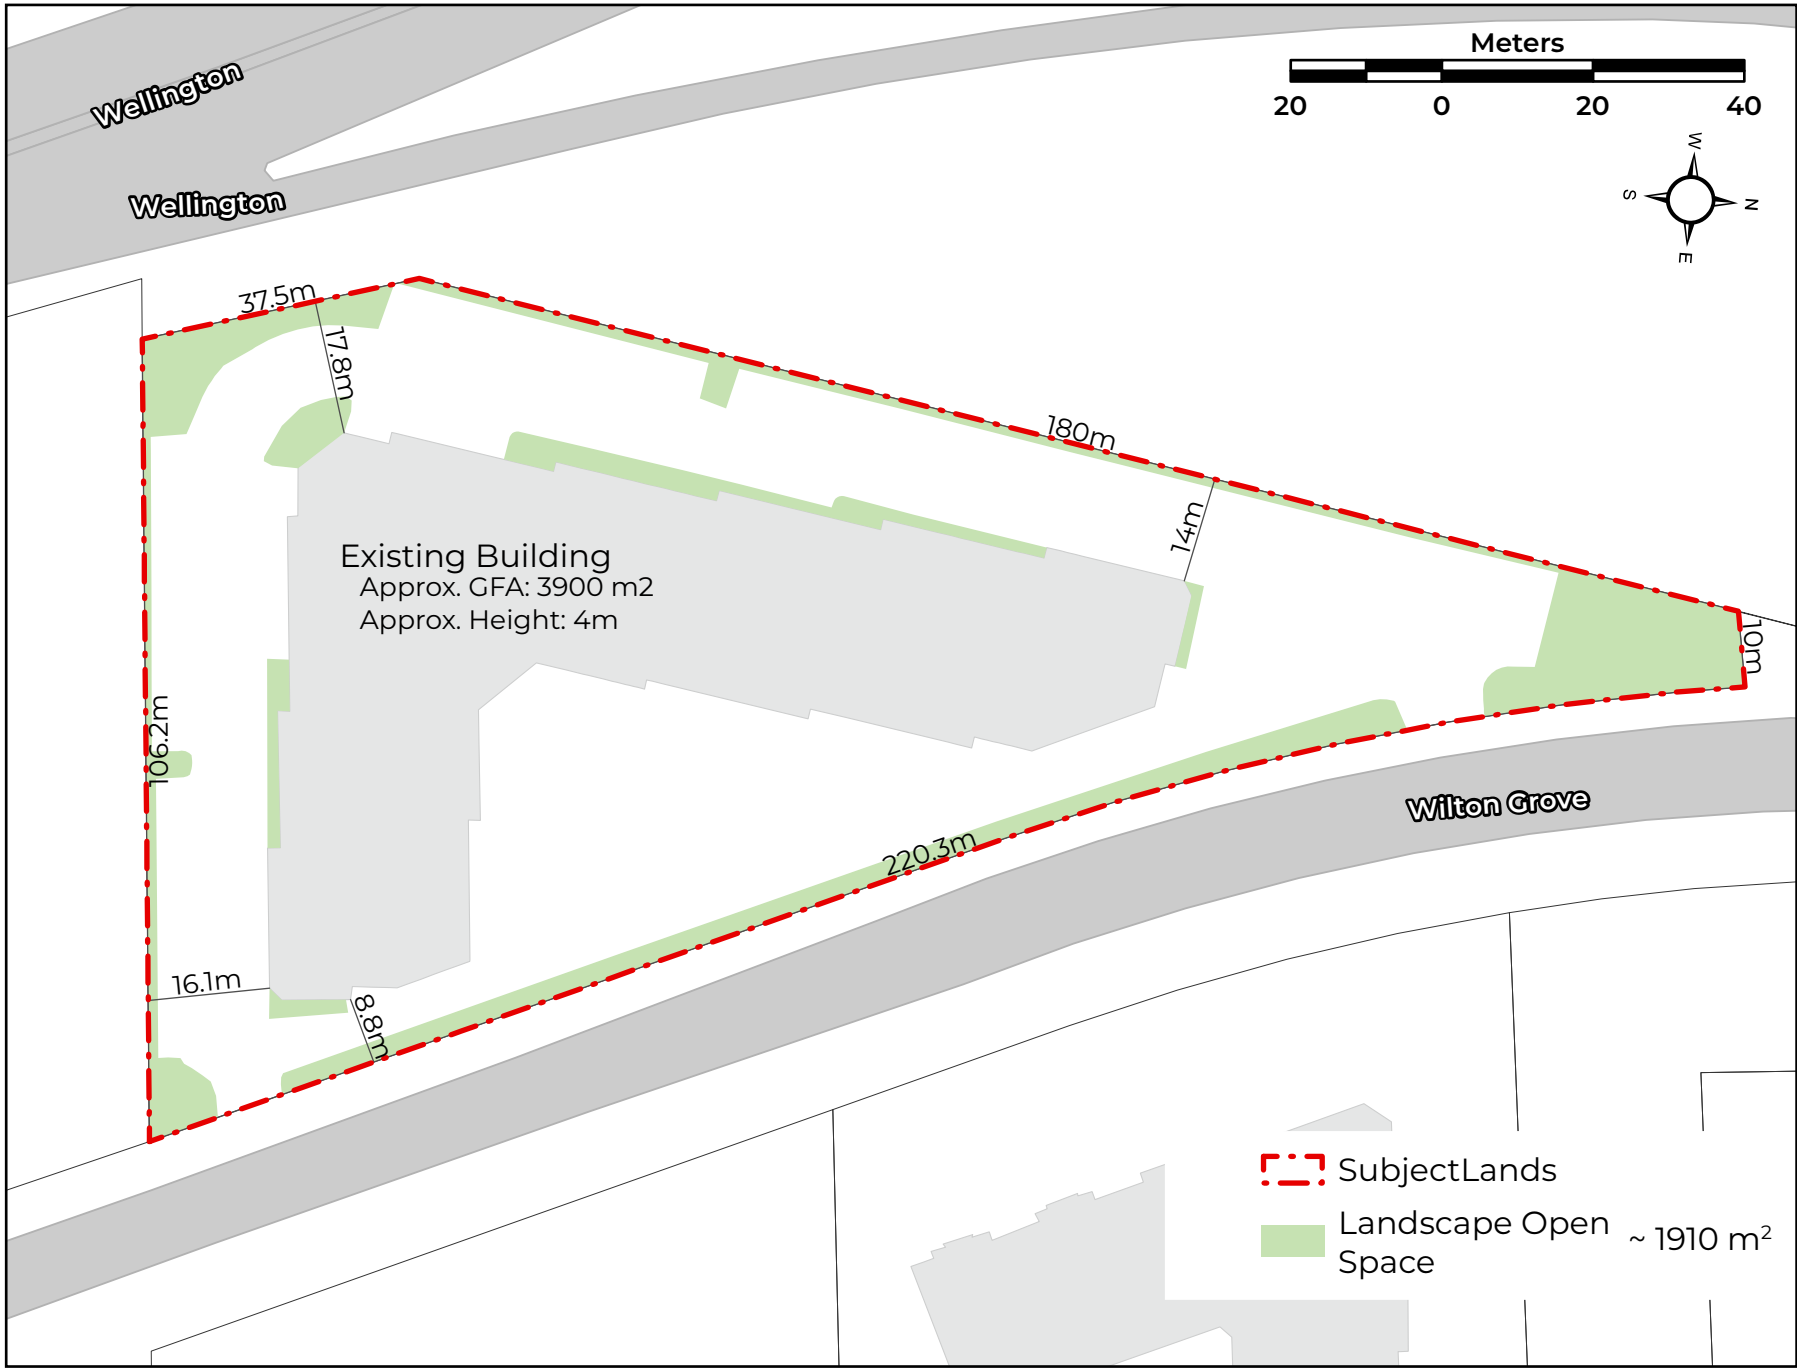 Wellington
Wellington
Meters
20 0 20 40
W
S N
E
37.5m
17.8m
180m
14m
10m
Existing Building
Approx. GFA: 3900 m2
Approx. Height: 4m
106.2m
Wilton Grove
220.3m
16.1m
8.8m
SubjectLands
Landscape Open
Space
~ 1910 m²